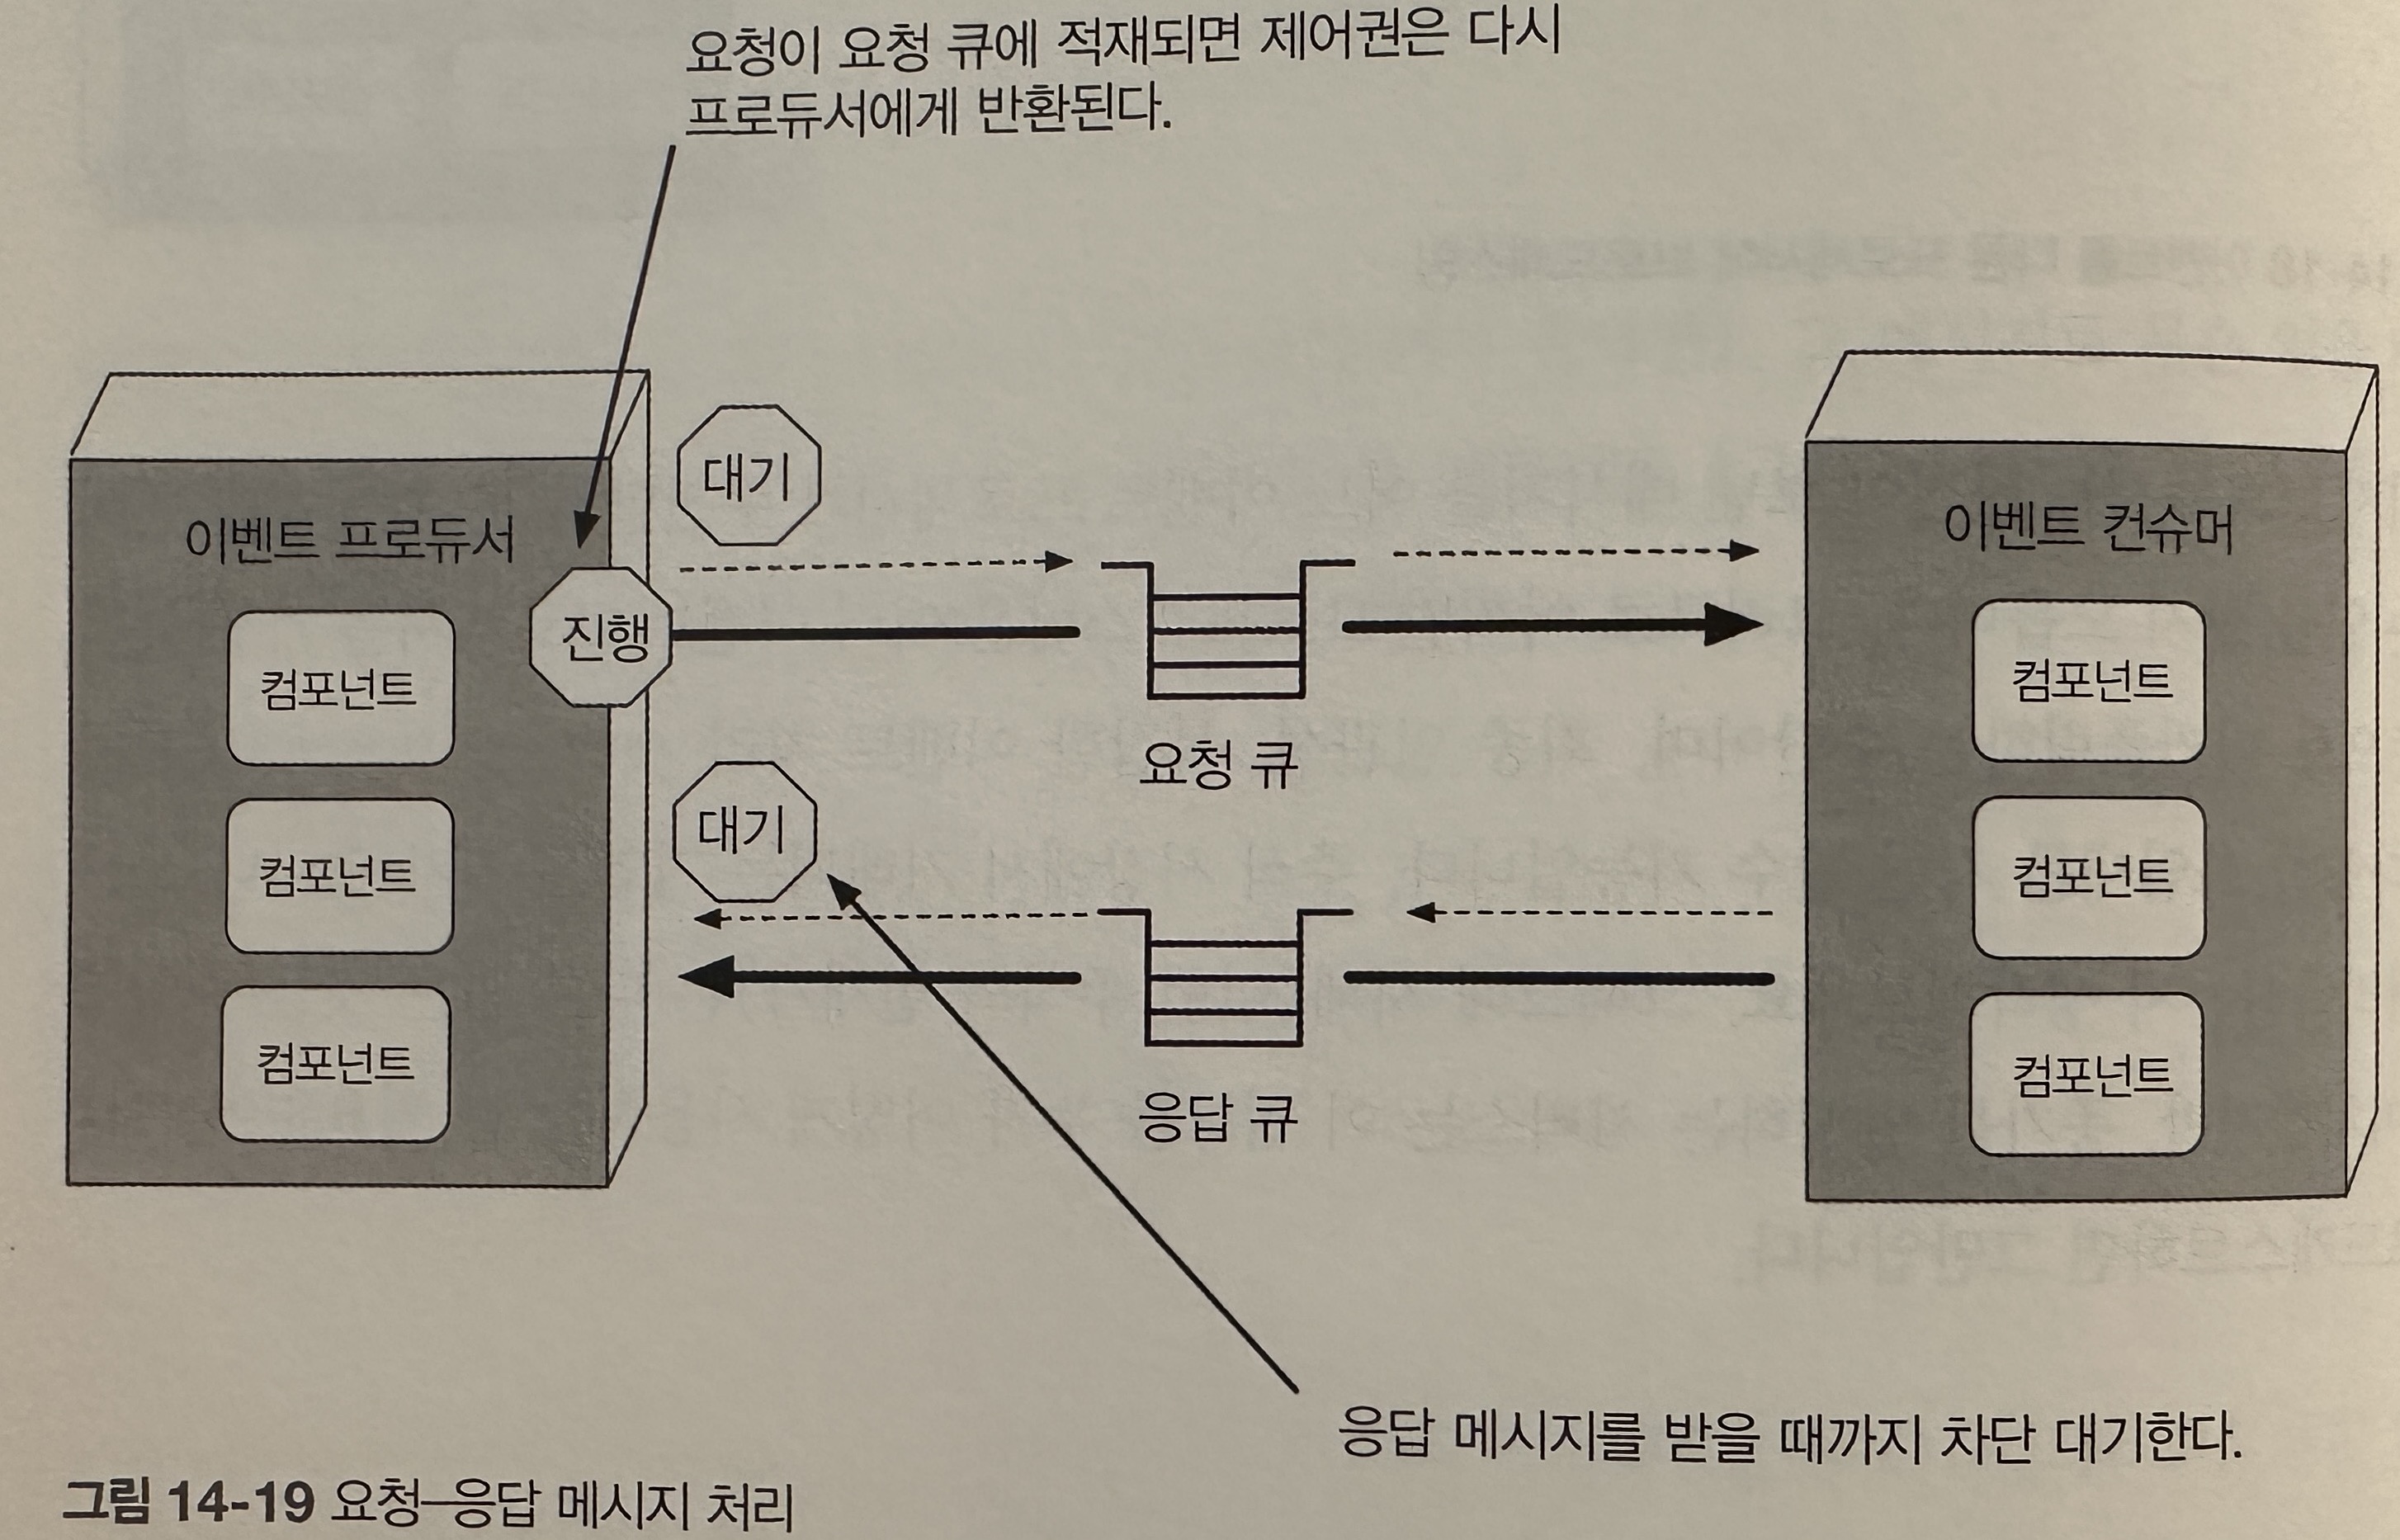 요청이 요청 큐에 적재되면 제어권은 다시
프로듀서에게 반환된다.
대기
이벤트 프로듀서
이벤트 컨슈머
진행
컴포넌트
컴포넌트
요청 큐
대기
컴포넌트
컴포넌트
컴포넌트
컴포넌트
응답 큐
응답 메시지를 받을 때까지 차단 대기한다.
그림 14-19 요청-응답 메시지 처리